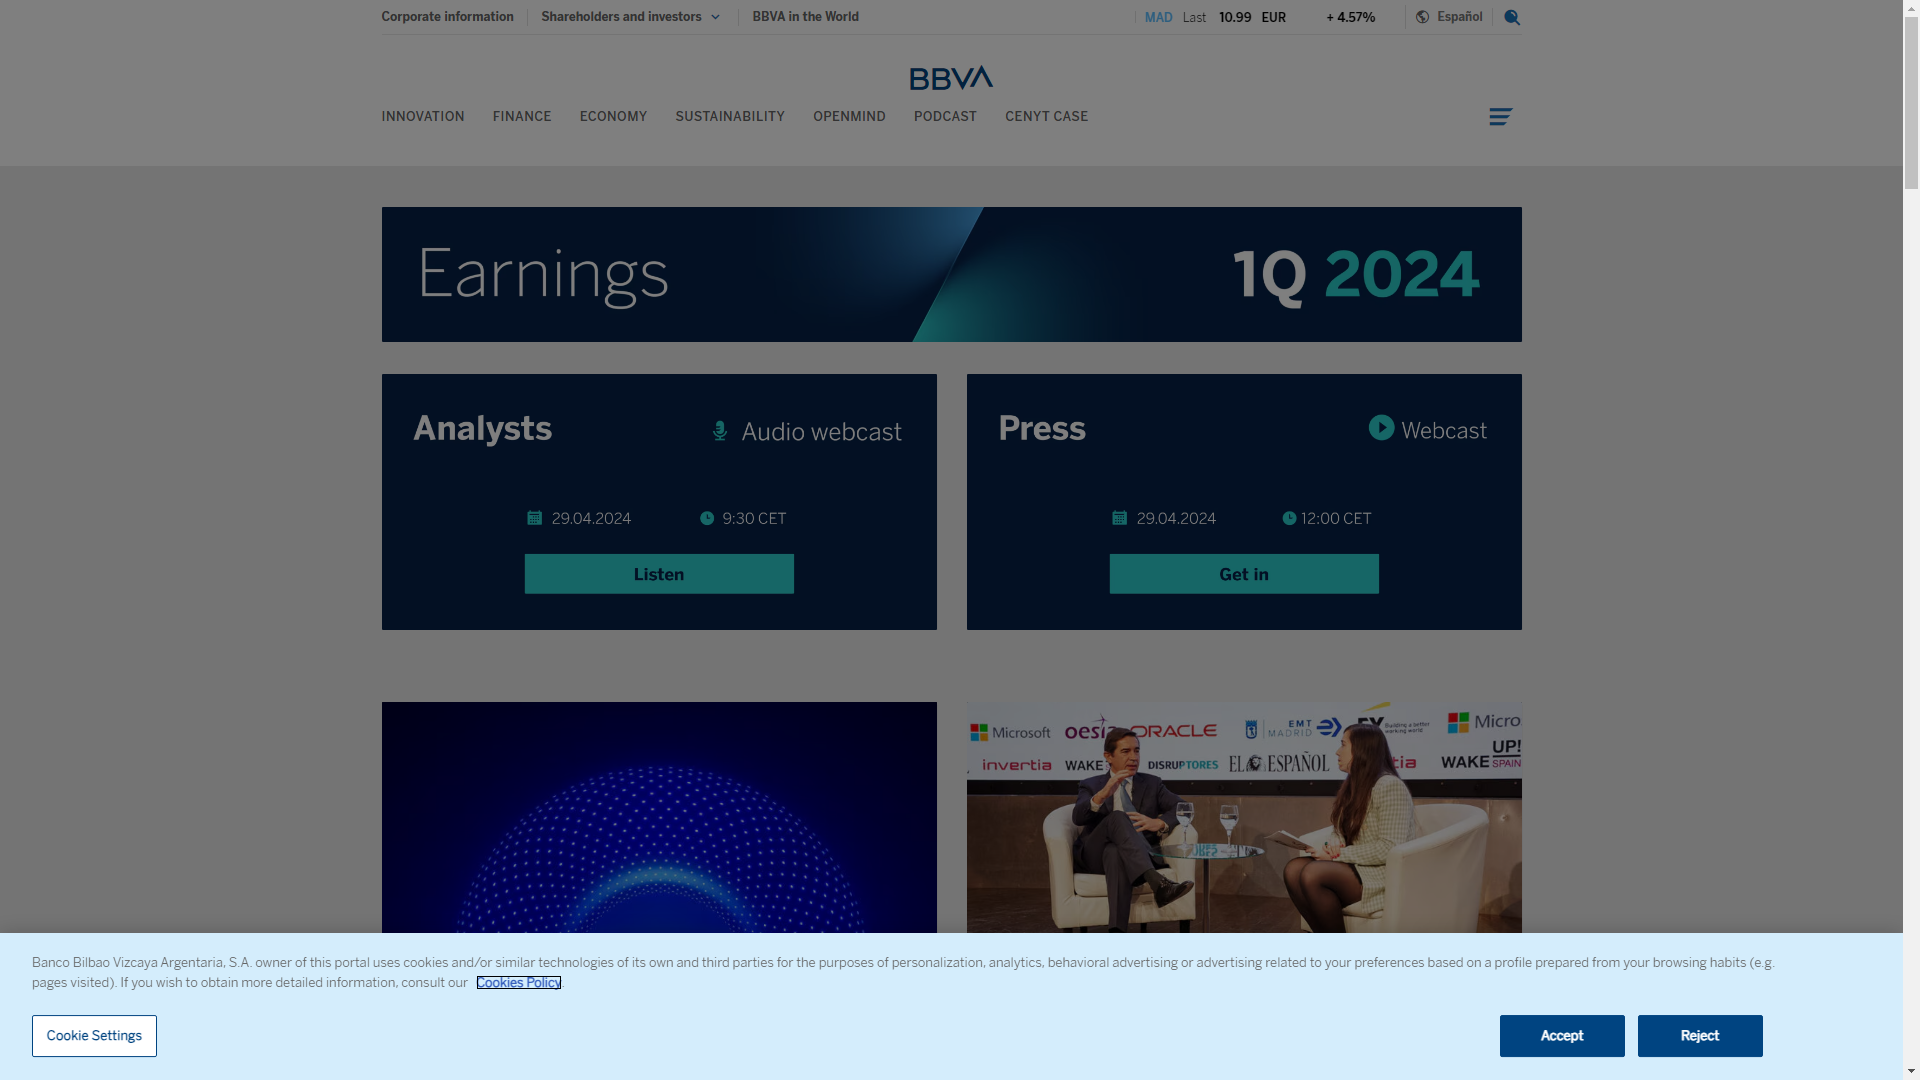 Corporate information
Shareholders and investors
BBVA in the World
MAD Last 10.99 EUR + 4.57%
Español
BBVA
INNOVATION
FINANCE
ECONOMY
SUSTAINABILITY
OPENMIND
PODCAST
CENYT CASE
Earnings
1Q 2024
Analysts
Audio webcast
29.04.2024
9:30 CET
Listen
Press
Webcast
29.04.2024
12:00 CET
Get in
Microsoft
ORACLE
EMT
MADRID
EY
Building a better
working world
Micro
invertia
WAKE
DISRUPTORES
EL ESPAÑOL
WAKE UP!
SPAIN
Banco Bilbao Vizcaya Argentaria, S.A. owner of this portal uses cookies and/or similar technologies of its own and third parties for the purposes of personalization, analytics, behavioral advertising or advertising related to your preferences based on a profile prepared from your browsing habits (e.g.
pages visited). If you wish to obtain more detailed information, consult our Cookies Policy.
Cookie Settings
Accept
Reject